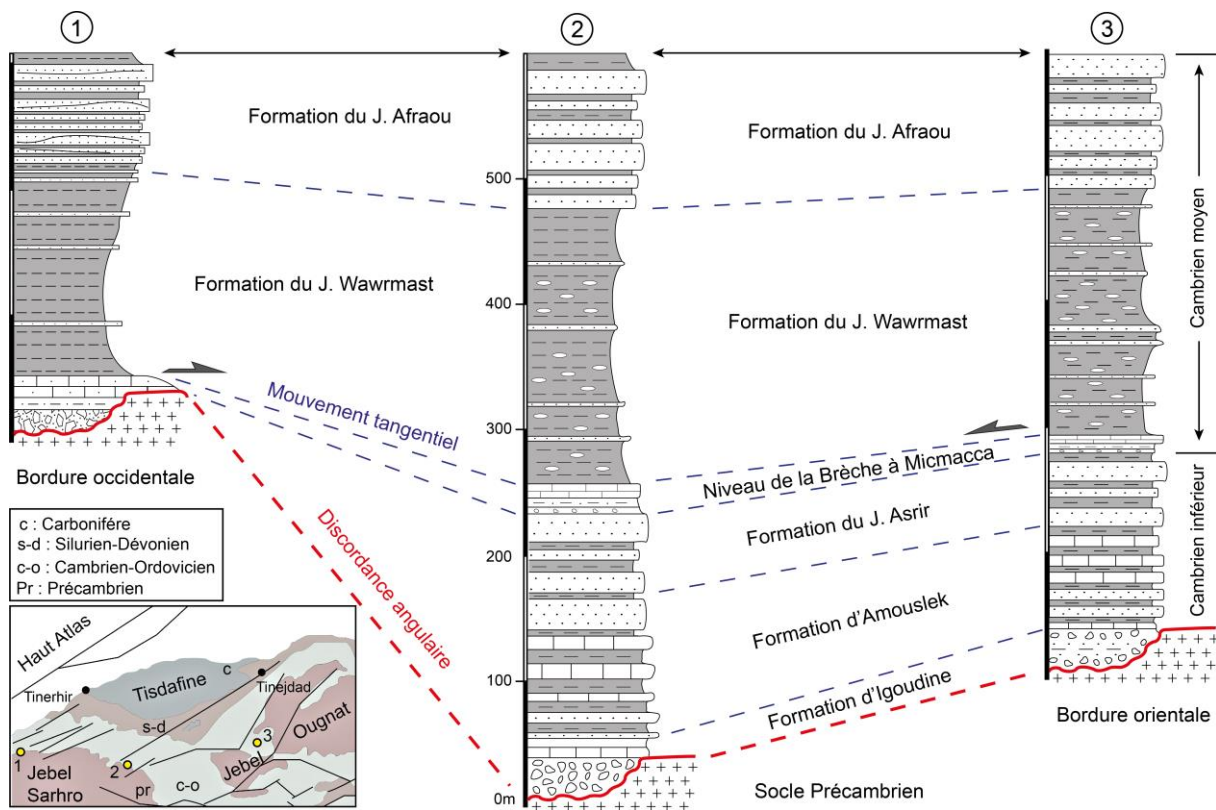 1
2
3
Formation du J. Afraou
Formation du J. Afraou
500
Formation du J. Wawrmast
400
Formation du J. Wawrmast
Cambrien moyen
Mouvement tangentiel
300
Niveau de la Brèche à Micmacca
Bordure occidentale
Formation du J. Asrir
c : Carbonifére
s-d : Silurien-Dévonien
c-o : Cambrien-Ordovicien
Pr : Précambrien
Discordance angulaire
200
Cambrien inférieur
Formation d'Amouslek
100
Formation d'Igoudine
Bordure orientale
0m
Socle Précambrien
Haut Atlas
Tinerhir
Tisdafine
c
Tinejdad
s-d
Ougnat
1
2
3
Jebel
Jebel
Sarhro
pr
c-o